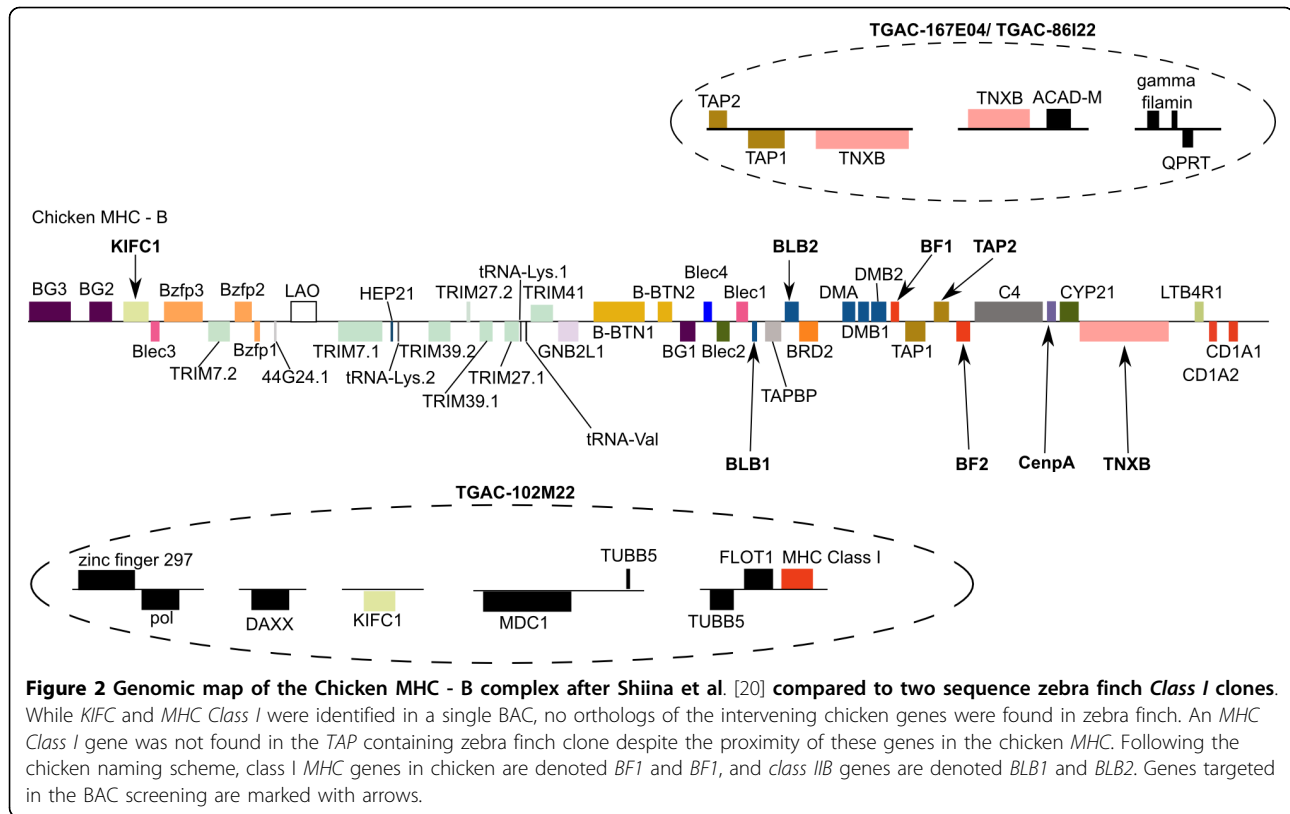 TGAC-167E04/ TGAC-86I22
TAP2
TAP1
TNXB
TNXB
ACAD-M
gamma
filamin
QPRT
Chicken MHC - B
KIFC1
BLB2
BF1
TAP2
tRNA-Lys.1
Blec4
DMB2
BG3
BG2
Bzfp3
Bzfp2
LAO
HEP21
TRIM27.2
TRIM41
B-BTN2
Blec1
DMA
C4
CYP21
LTB4R1
Blec3
TRIM7.2
Bzfp1
44G24.1
TRIM7.1
tRNA-Lys.2
TRIM39.2
TRIM39.1
TRIM27.1
GNB2L1
tRNA-Val
B-BTN1
BG1
Blec2
TAPBP
BRD2
DMB1
TAP1
CD1A1
CD1A2
BLB1
BF2
CenpA
TNXB
TGAC-102M22
zinc finger 297
pol
DAXX
KIFC1
MDC1
TUBB5
FLOT1
MHC Class I
TUBB5
Figure 2 Genomic map of the Chicken MHC - B complex after Shiina et al. [20] compared to two sequence zebra finch Class I clones.
While KIFC and MHC Class I were identified in a single BAC, no orthologs of the intervening chicken genes were found in zebra finch. An MHC
Class I gene was not found in the TAP containing zebra finch clone despite the proximity of these genes in the chicken MHC. Following the
chicken naming scheme, class I MHC genes in chicken are denoted BF1 and BF1, and class IIB genes are denoted BLB1 and BLB2. Genes targeted
in the BAC screening are marked with arrows.